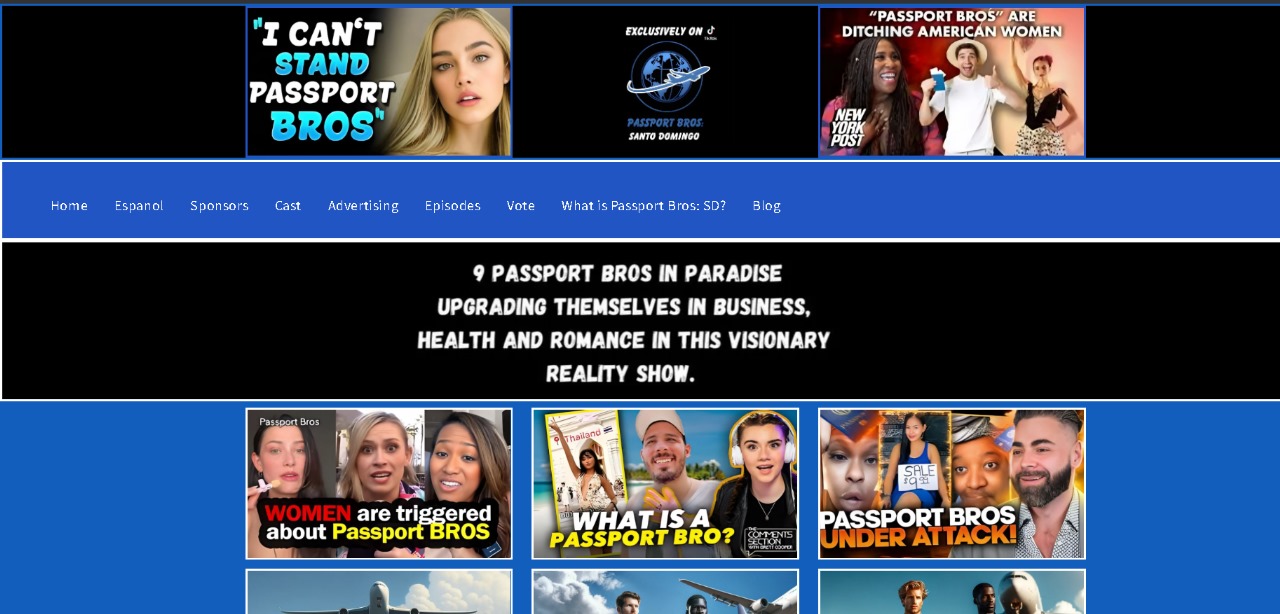 "I CAN'T
STAND
PASSPORT
BROS"
EXCLUSIVELY ON
TikTok
PASSPORT BROS:
SANTO DOMINGO
"PASSPORT BROS" ARE
DITCHING AMERICAN WOMEN
NEW
YORK
POST
Home Espanol Sponsors Cast Advertising Episodes Vote What is Passport Bros: SD? Blog
9 PASSPORT BROS IN PARADISE
UPGRADING THEMSELVES IN BUSINESS,
HEALTH AND ROMANCE IN THIS VISIONARY
REALITY SHOW.
Passport Bros
WOMEN are triggered
about Passport BROS
Thailand
WHAT IS A
PASSPORT BRO?
THE
COMMENTS
SECTION
WITH BRETT COOPER
SALE
$9.99
PASSPORT BROS
UNDER ATTACK!